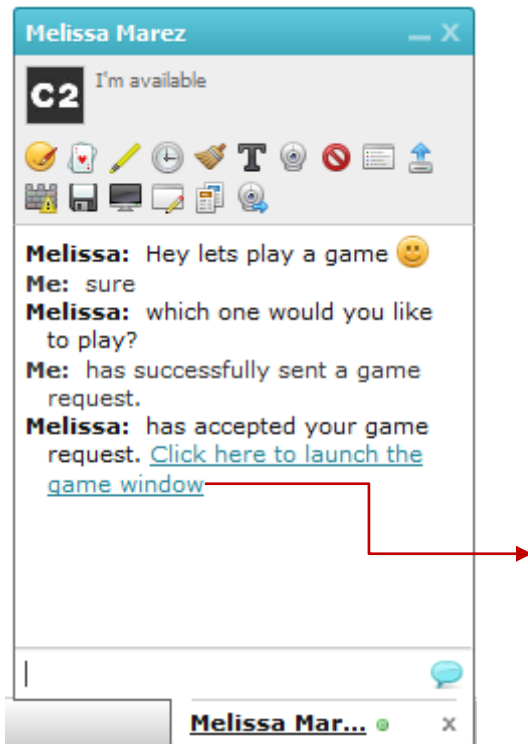 Melissa Marez
C2
I'm available
Melissa: Hey lets play a game
Me: sure
Melissa: which one would you like
to play?
Me: has successfully sent a game
request.
Melissa: has accepted your game
request. Click here to launch the
game window
Melissa Mar... x